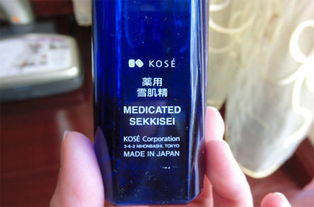 KOSÉ
薬用
雪肌精
MEDICATED
SEKKISEI
KOSÉ Corporation
3-6-2 NIHONBASHI, TOKYO
MADE IN JAPAN